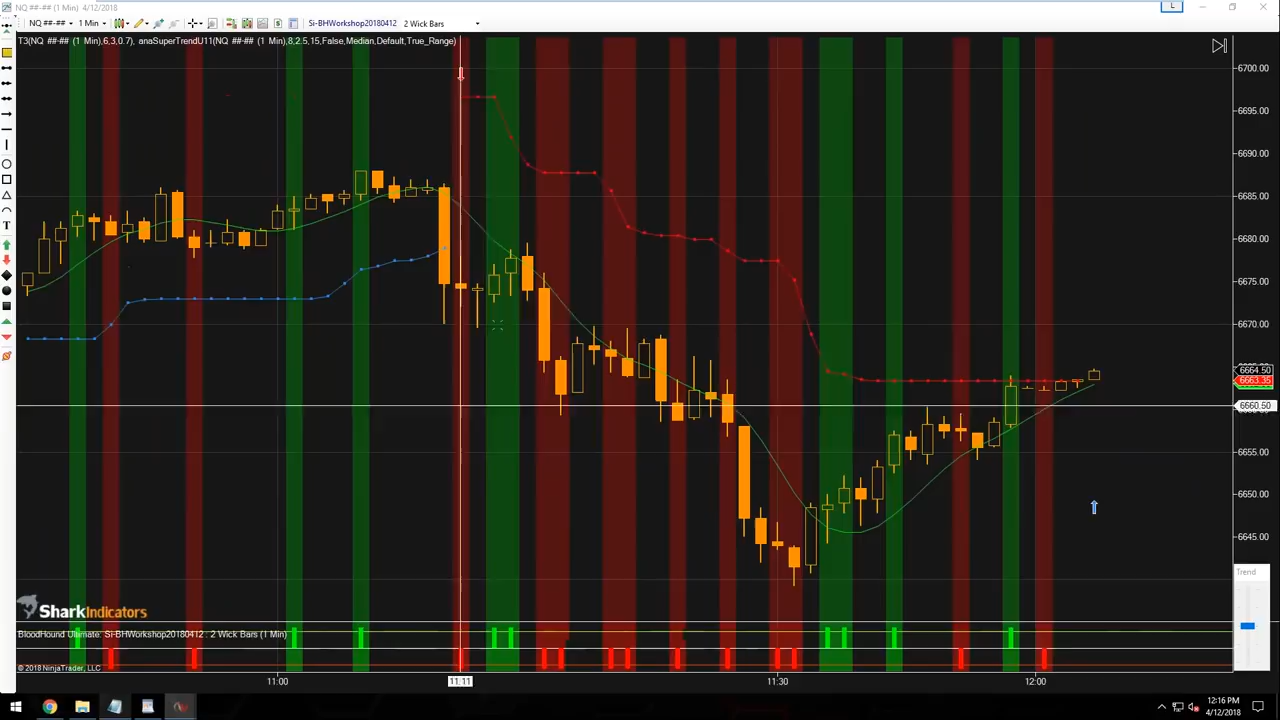 NQ ##-## (1 Min)  4/12/2018
NQ ##-## 1 Min Si-BHWorkshop20180412 2 Wick Bars
L
T3(NQ ##-## (1 Min),6,3,0.7), anaSuperTrendU11(NQ ##-## (1 Min),8,2.5,15,False,Median,Default,True_Range)
6700.00
6695.00
6690.00
6685.00
6680.00
6675.00
6670.00
6664.50
6663.35
6660.50
6655.00
6650.00
6645.00
Trend
SharkIndicators
BloodHound Ultimate: Si-BHWorkshop20180412 : 2 Wick Bars (1 Min)
© 2018 NinjaTrader, LLC
11:00 11:11 11:30 12:00
12:16 PM
4/12/2018